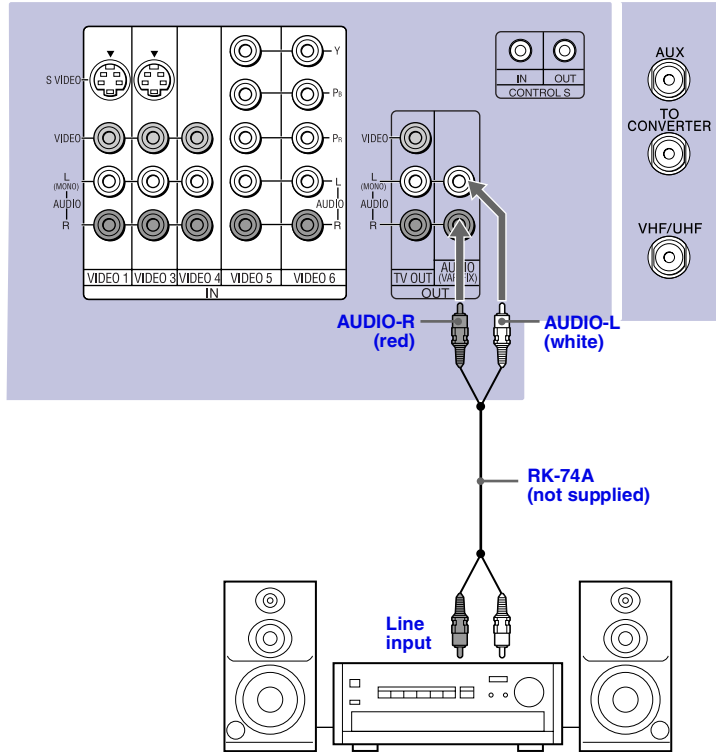 Y
S VIDEO
PB
VIDEO
PR
L
(MONO)
AUDIO
R
L
AUDIO
R
VIDEO 1
VIDEO 3
VIDEO 4
VIDEO 5
VIDEO 6
IN
IN
OUT
CONTROL S
VIDEO
L
(MONO)
AUDIO
R
TV OUT
AUDIO
OUT
AUX
TO
CONVERTER
VHF/UHF
AUDIO-R
(red)
AUDIO-L
(white)
RK-74A
(not supplied)
Line
input